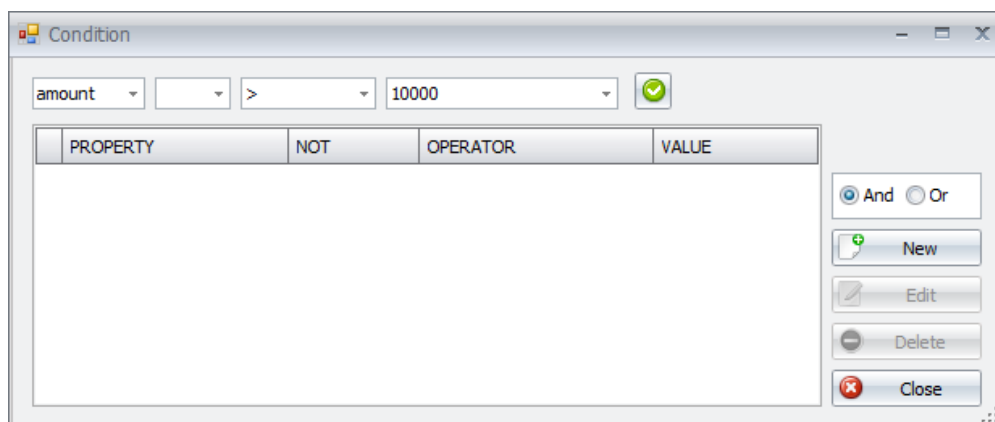 Condition
amount > 10000
PROPERTY NOT OPERATOR VALUE
And Or
New
Edit
Delete
Close